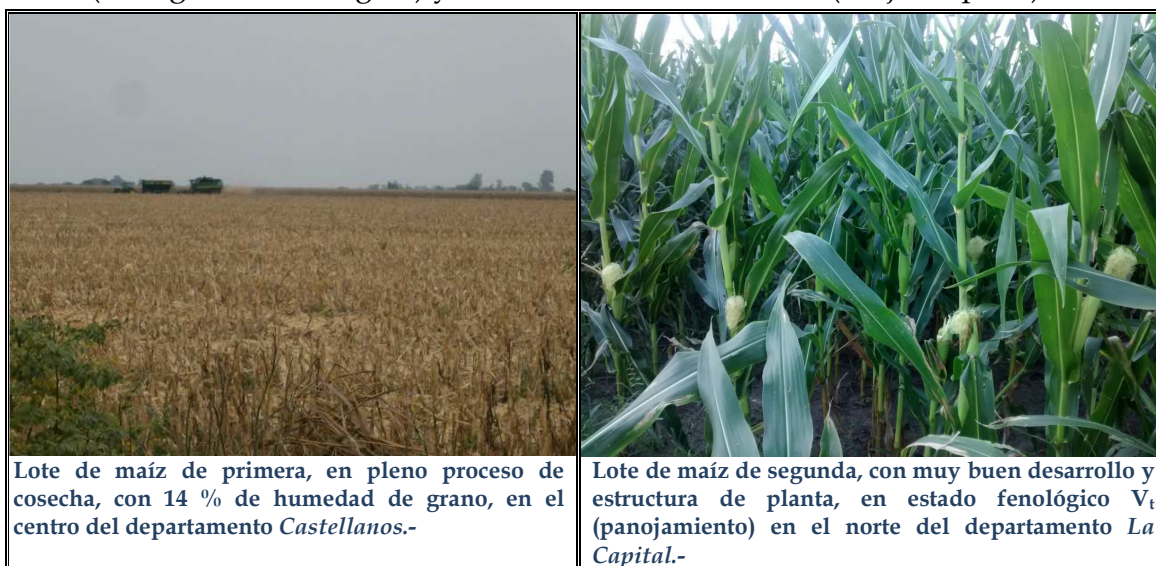 Lote de maíz de primera, en pleno proceso de
cosecha, con 14 % de humedad de grano, en el
centro del departamento Castellanos.-
Lote de maíz de segunda, con muy buen desarrollo y
estructura de planta, en estado fenológico Vt
(panojamiento) en el norte del departamento La
Capital.-